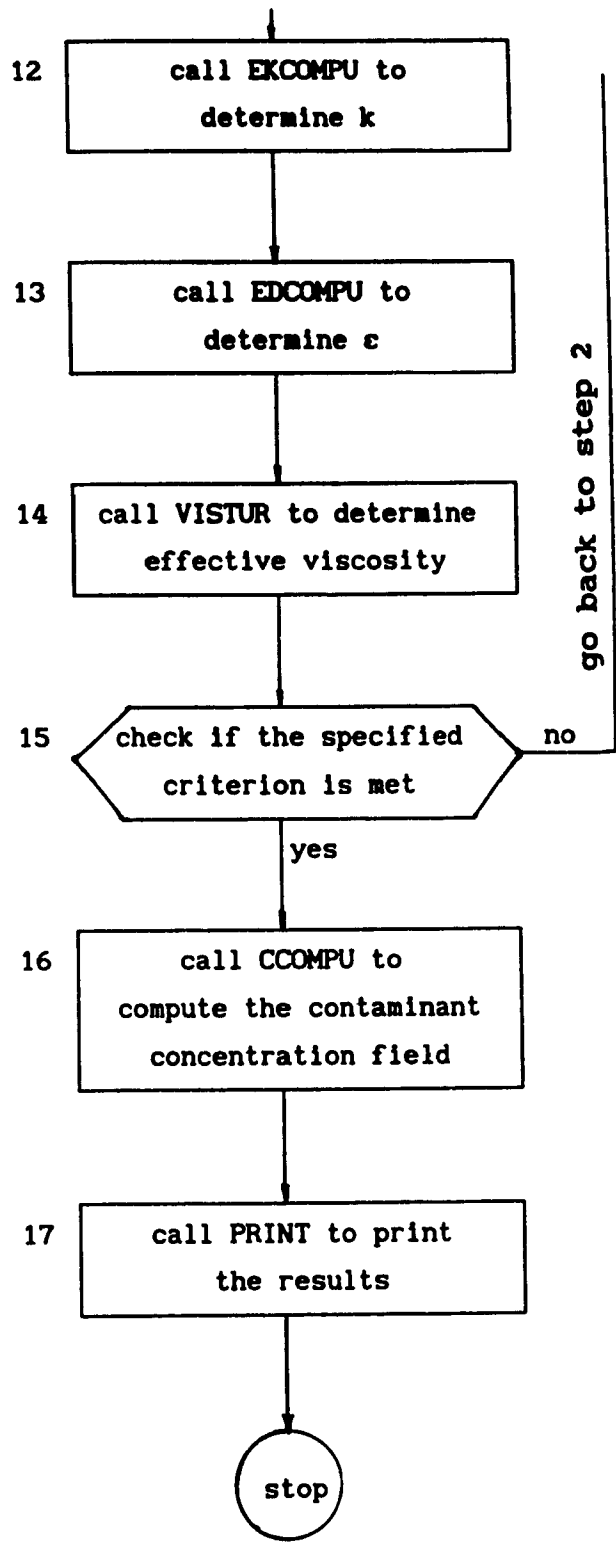 12
call EKCOMPU to
determine k
13
call EDCOMPU to
determine ε
14
call VISTUR to determine
effective viscosity
go back to step 2
15
check if the specified
criterion is met
no
yes
16
call CCOMPU to
compute the contaminant
concentration field
17
call PRINT to print
the results
stop